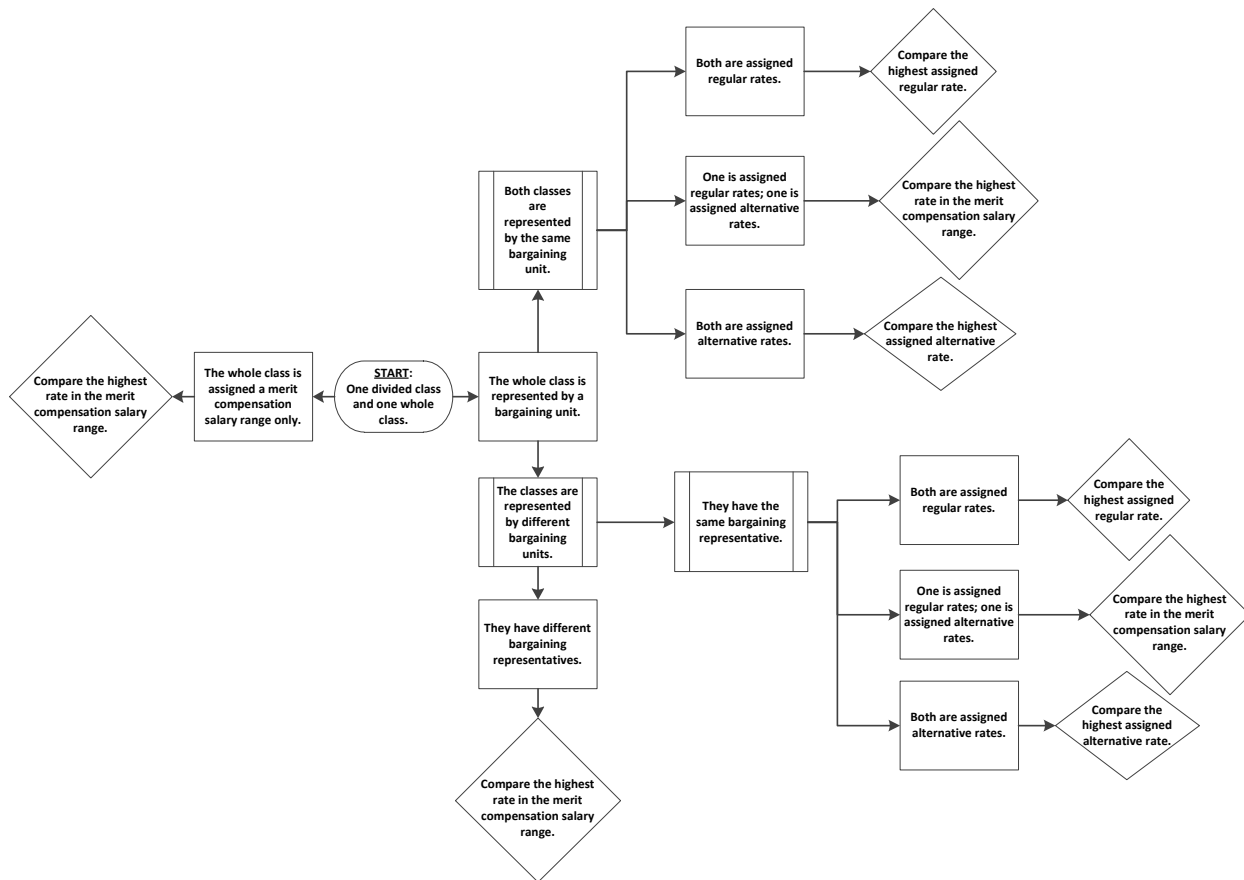 Both are assigned
regular rates.
Compare the
highest assigned
regular rate.
Both classes
are
represented
by the same
bargaining
unit.
One is assigned
regular rates; one is
assigned alternative
rates.
Compare the highest
rate in the merit
compensation salary
range.
Both are assigned
alternative rates.
Compare the highest
assigned alternative
rate.
Compare the highest
rate in the merit
compensation salary
range.
The whole class is
assigned a merit
compensation
salary range only.
START:
One divided class
and one whole
class.
The whole class is
represented by a
bargaining unit.
The classes are
represented
by different
bargaining
units.
They have the
same bargaining
representative.
Both are assigned
regular rates.
Compare the
highest assigned
regular rate.
One is assigned
regular rates; one is
assigned alternative
rates.
Compare the highest
rate in the merit
compensation salary
range.
Both are assigned
alternative rates.
Compare the
highest assigned
alternative rate.
They have different
bargaining
representatives.
Compare the highest
rate in the merit
compensation salary
range.